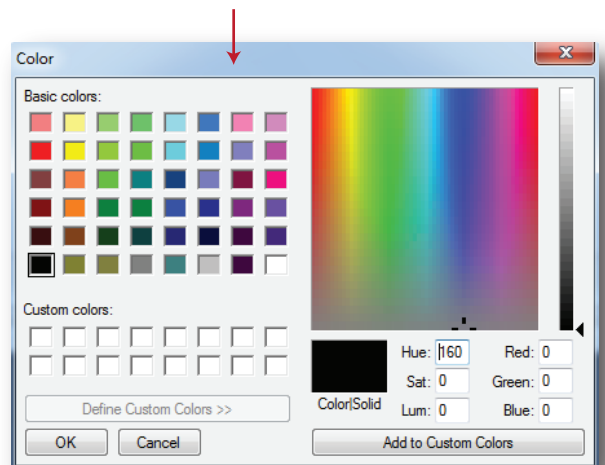 Color
Basic colors:
Custom colors:
Define Custom Colors >>
OK Cancel
Color|Solid
Hue: 160 Red: 0
Sat: 0 Green: 0
Lum: 0 Blue: 0
Add to Custom Colors